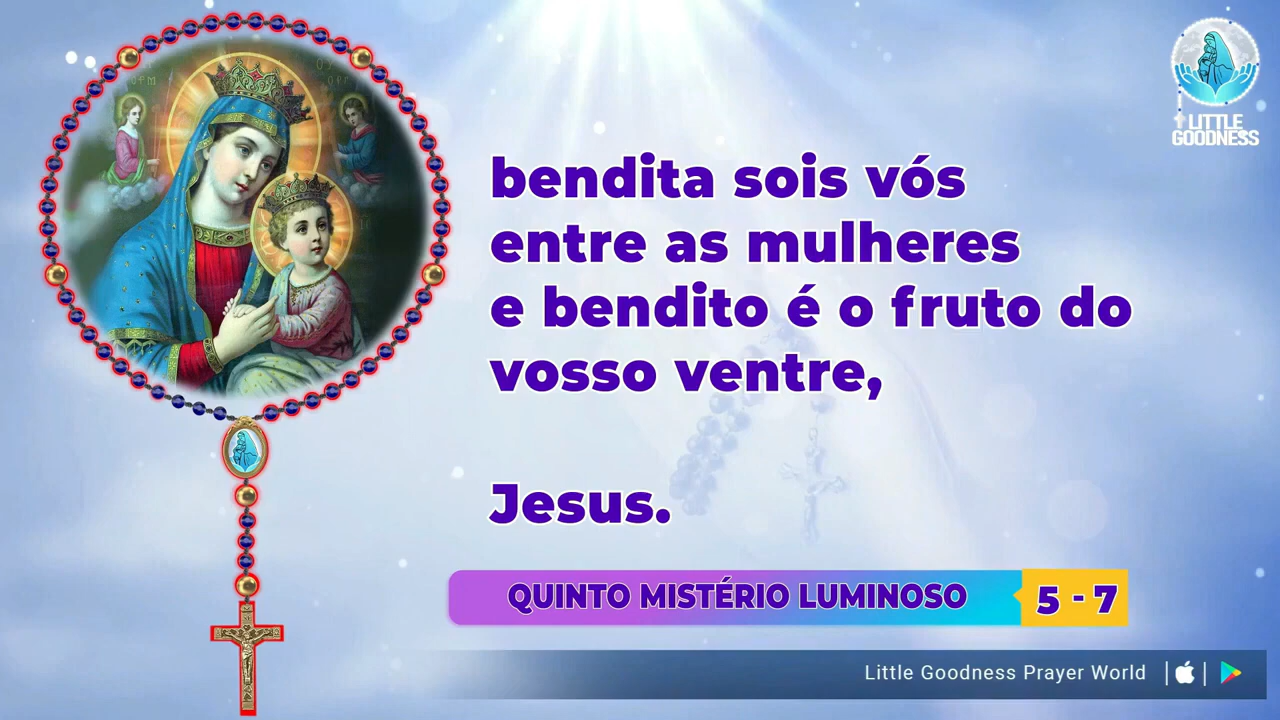 LITTLE
GOODNESS
bendita sois vós
entre as mulheres
e bendito é o fruto do
vosso ventre,
Jesus.
QUINTO MISTÉRIO LUMINOSO
5 - 7
Little Goodness Prayer World